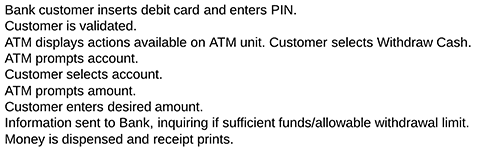 Bank customer inserts debit card and enters PIN.
Customer is validated.
ATM displays actions available on ATM unit. Customer selects Withdraw Cash.
ATM prompts account.
Customer selects account.
ATM prompts amount.
Customer enters desired amount.
Information sent to Bank, inquiring if sufficient funds/allowable withdrawal limit.
Money is dispensed and receipt prints.